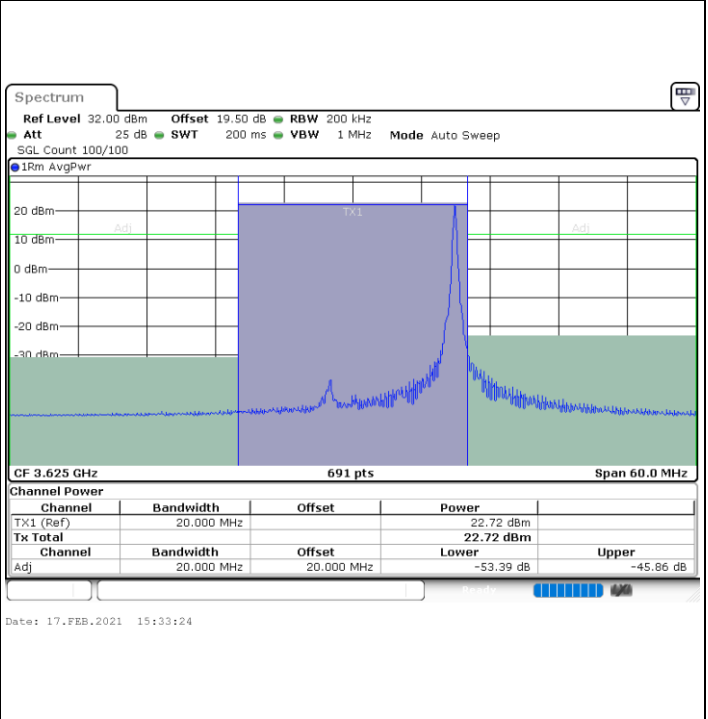 Spectrum
Ref Level 32.00 dBm Offset 19.50 dB RBW 200 kHz
Att 25 dB SWT 200 ms VBW 1 MHz Mode Auto Sweep
SGL Count 100/100
1Rm AvgPwr
TX1
20 dBm
Adj Adj
10 dBm
0 dBm
-10 dBm
-20 dBm
-30 dBm
CF 3.625 GHz 691 pts Span 60.0 MHz
Channel Power
Channel Bandwidth Offset Power
TX1 (Ref) 20.000 MHz 22.72 dBm
Tx Total 22.72 dBm
Channel Bandwidth Offset Lower Upper
Adj 20.000 MHz 20.000 MHz -53.39 dB -45.86 dB
Ready
Date: 17.FEB.2021 15:33:24